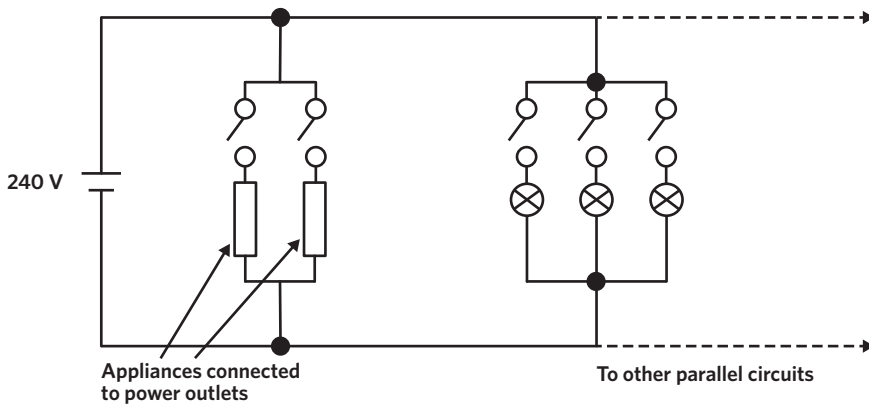 240 V
Appliances connected
to power outlets
To other parallel circuits